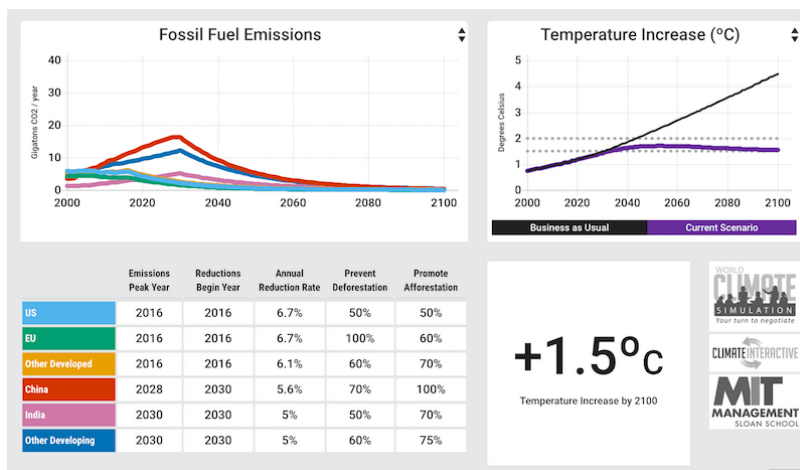 Fossil Fuel Emissions
Gigatons CO2 / year
40
30
20
10
0
2000 2020 2040 2060 2080 2100
Temperature Increase (ºC)
Degrees Celsius
5
4
3
2
1
0
2000 2020 2040 2060 2080 2100
Business as Usual Current Scenario
Emissions Peak Year Reductions Begin Year Annual Reduction Rate Prevent Deforestation Promote Afforestation
US 2016 2016 6.7% 50% 50%
EU 2016 2016 6.7% 100% 60%
Other Developed 2016 2016 6.1% 60% 70%
China 2028 2030 5.6% 70% 100%
India 2030 2030 5% 50% 70%
Other Developing 2030 2030 5% 60% 75%
+1.5ºC
Temperature Increase by 2100
WORLD
CLIMATE
SIMULATION
Your turn to negotiate
CLIMATE INTERACTIVE
MIT
MANAGEMENT
SLOAN SCHOOL